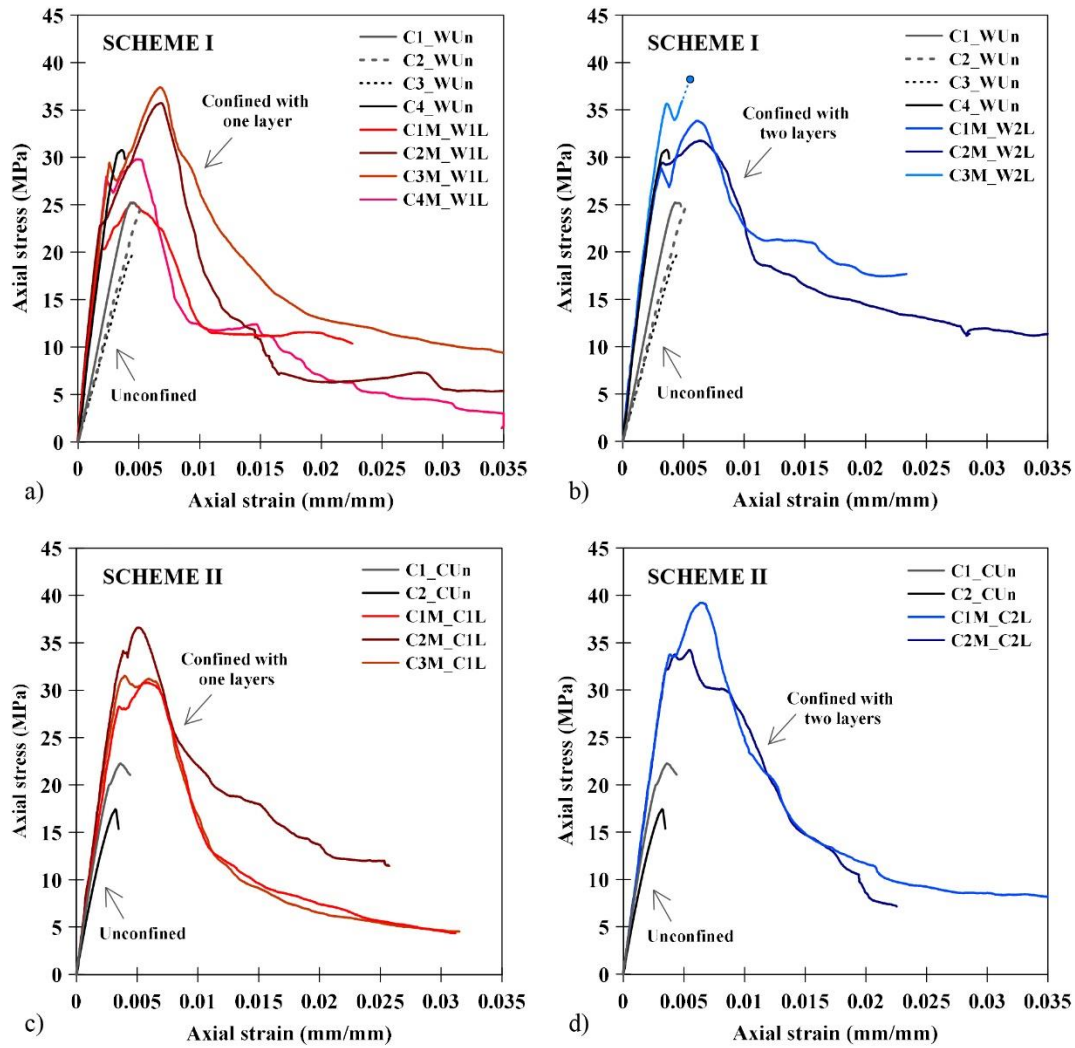 SCHEME I
C1_WUn
C2_WUn
C3_WUn
C4_WUn
C1M_W1L
C2M_W1L
C3M_W1L
C4M_W1L
Confined with
one layer
Unconfined
45
40
35
30
25
20
15
10
5
0
Axial stress (MPa)
0
0.005
0.01
0.015
0.02
0.025
0.03
0.035
Axial strain (mm/mm)
a)
SCHEME I
C1_WUn
C2_WUn
C3_WUn
C4_WUn
C1M_W2L
C2M_W2L
C3M_W2L
Confined with
two layers
Unconfined
45
40
35
30
25
20
15
10
5
0
Axial stress (MPa)
0
0.005
0.01
0.015
0.02
0.025
0.03
0.035
Axial strain (mm/mm)
b)
SCHEME II
C1_CUn
C2_CUn
C1M_C1L
C2M_C1L
C3M_C1L
Confined with
one layers
Unconfined
45
40
35
30
25
20
15
10
5
0
Axial stress (MPa)
0
0.005
0.01
0.015
0.02
0.025
0.03
0.035
Axial strain (mm/mm)
c)
SCHEME II
C1_CUn
C2_CUn
C1M_C2L
C2M_C2L
Confined with
two layers
Unconfined
45
40
35
30
25
20
15
10
5
0
Axial stress (MPa)
0
0.005
0.01
0.015
0.02
0.025
0.03
0.035
Axial strain (mm/mm)
d)